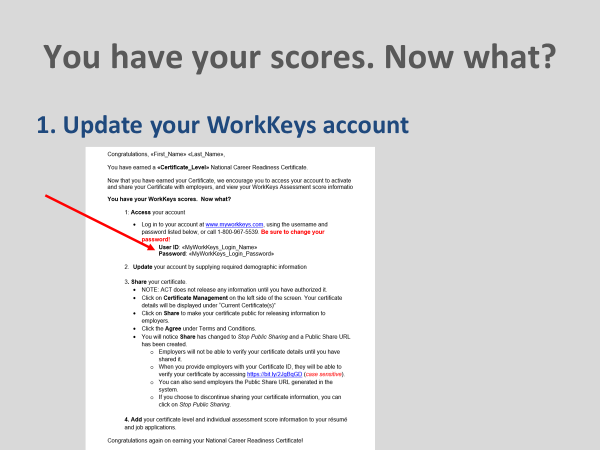 You have your scores. Now what?
1. Update your WorkKeys account
Congratulations, «First_Name» «Last_Name»,
You have earned a «Certificate_Level» National Career Readiness Certificate.
Now that you have earned your Certificate, we encourage you to access your account to activate
and share your Certificate with employers, and view your WorkKeys Assessment score informatio
You have your WorkKeys scores.  Now what?
1. Access your account
• Log in to your account at www.myworkkeys.com, using the username and
password listed below, or call 1-800-967-5539. Be sure to change your
password!
User ID: «MyWorkKeys_Login_Name»
Password: «MyWorkKeys_Login_Password»
2. Update your account by supplying required demographic information
3. Share your certificate.
• NOTE: ACT does not release any information until you have authorized it.
• Click on Certificate Management on the left side of the screen. Your certificate
details will be displayed under "Current Certificate(s)"
• Click on Share to make your certificate public for releasing information to
employers.
• Click the Agree under Terms and Conditions.
• You will notice Share has changed to Stop Public Sharing and a Public Share URL
has been created.
o Employers will not be able to verify your certificate details until you have
shared it.
o When you provide employers with your Certificate ID, they will be able to
verify your certificate by accessing https://bit.ly/2JgBqGD (case sensitive).
o You can also send employers the Public Share URL generated in the
system.
o If you choose to discontinue sharing your certificate information, you can
click on Stop Public Sharing.
4. Add your certificate level and individual assessment score information to your résumé
and job applications.
Congratulations again on earning your National Career Readiness Certificate!